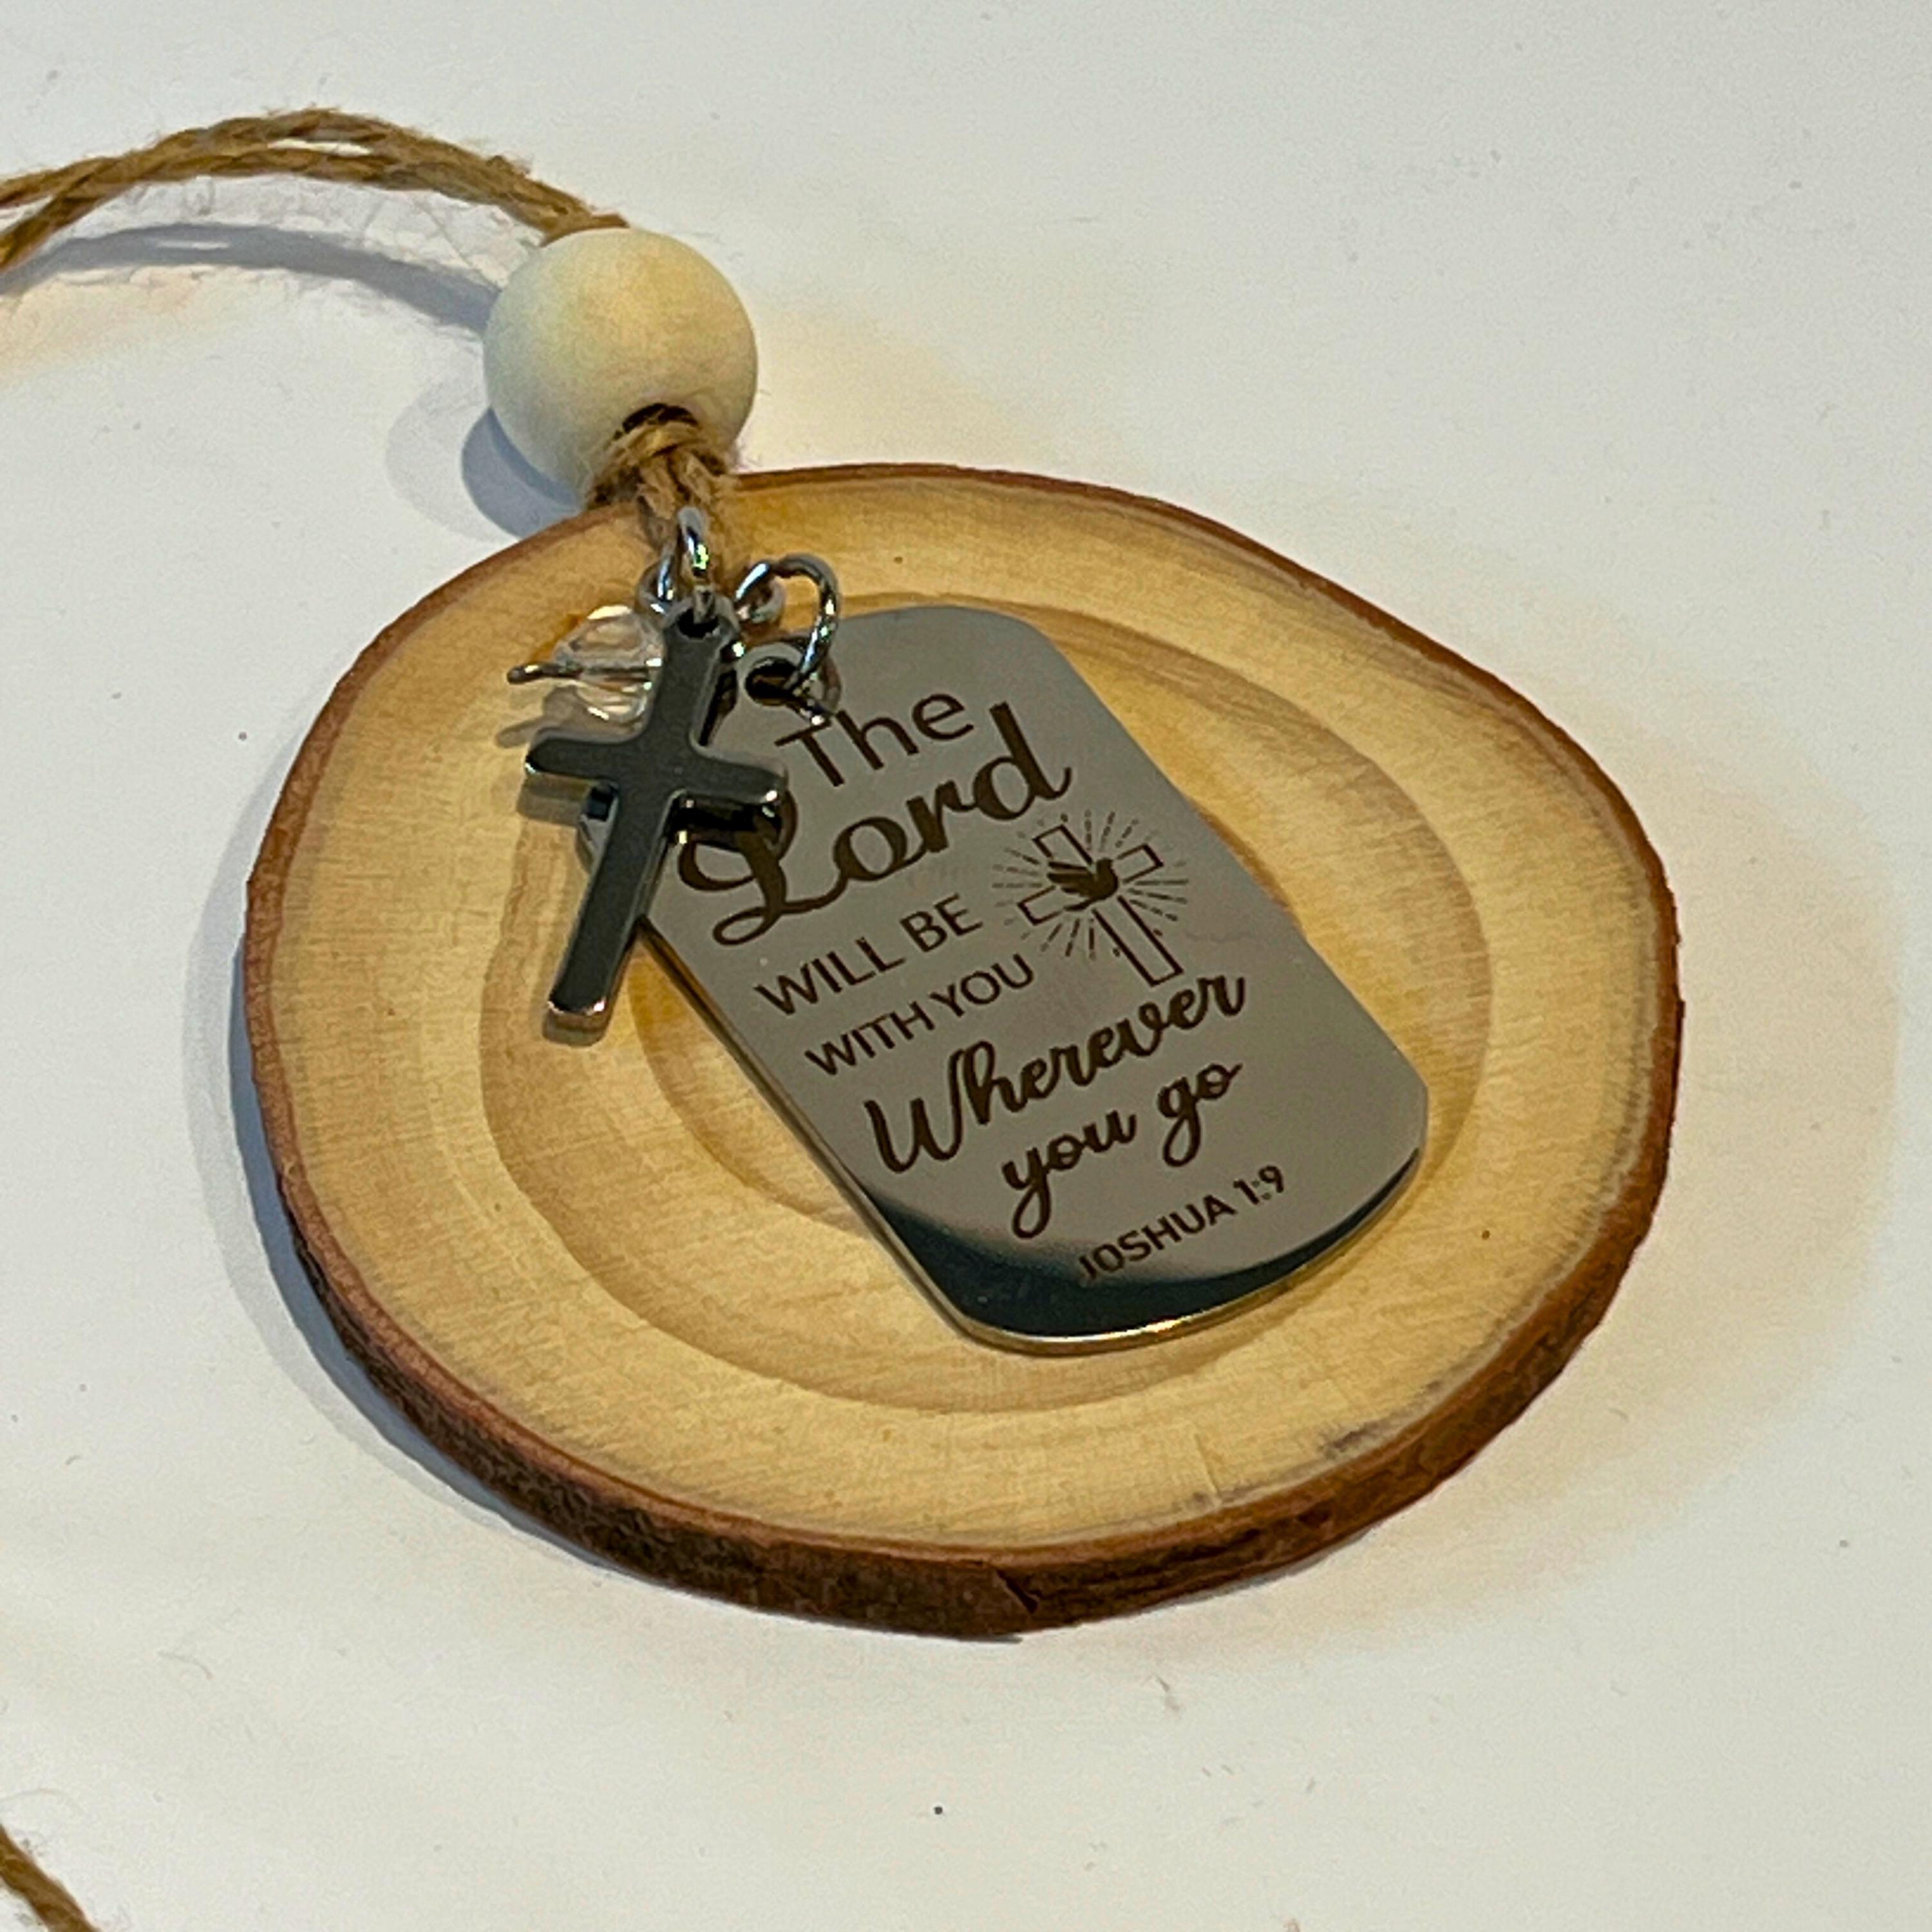 The
Lord
WILL BE
WITH YOU
Wherever
you go
JOSHUA 1:9